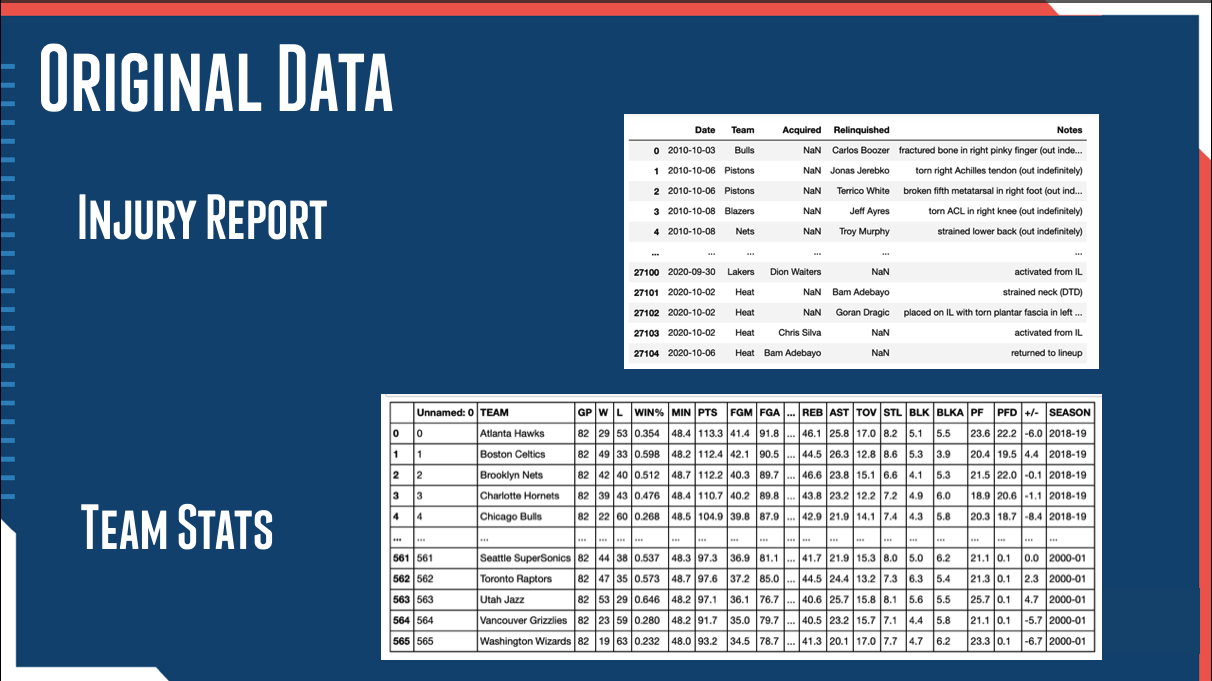 ORIGINAL DATA
INJURY REPORT
Date Team Acquired Relinquished Notes
0 2010-10-03 Bulls NaN Carlos Boozer fractured bone in right pinky finger (out inde...
1 2010-10-06 Pistons NaN Jonas Jerebko torn right Achilles tendon (out indefinitely)
2 2010-10-06 Pistons NaN Terrico White broken fifth metatarsal in right foot (out ind...
3 2010-10-08 Blazers NaN Jeff Ayres torn ACL in right knee (out indefinitely)
4 2010-10-08 Nets NaN Troy Murphy strained lower back (out indefinitely)
... ... ... ... ... ...
27100 2020-09-30 Lakers Dion Waiters NaN activated from IL
27101 2020-10-02 Heat NaN Bam Adebayo strained neck (DTD)
27102 2020-10-02 Heat NaN Goran Dragic placed on IL with torn plantar fascia in left ...
27103 2020-10-02 Heat Chris Silva NaN activated from IL
27104 2020-10-06 Heat Bam Adebayo NaN returned to lineup
TEAM STATS
Unnamed: 0 TEAM GP W L WIN% MIN PTS FGM FGA ... REB AST TOV STL BLK BLKA PF PFD +/- SEASON
0 0 Atlanta Hawks 82 29 53 0.354 48.4 113.3 41.4 91.8 ... 46.1 25.8 17.0 8.2 5.1 5.5 23.6 22.2 -6.0 2018-19
1 1 Boston Celtics 82 49 33 0.598 48.2 112.4 42.1 90.5 ... 44.5 26.3 12.8 8.6 5.3 3.9 20.4 19.5 4.4 2018-19
2 2 Brooklyn Nets 82 42 40 0.512 48.7 112.2 40.3 89.7 ... 46.6 23.8 15.1 6.6 4.1 5.3 21.5 22.0 -0.1 2018-19
3 3 Charlotte Hornets 82 39 43 0.476 48.4 110.7 40.2 89.8 ... 43.8 23.2 12.2 7.2 4.9 6.0 18.9 20.6 -1.1 2018-19
4 4 Chicago Bulls 82 22 60 0.268 48.5 104.9 39.8 87.9 ... 42.9 21.9 14.1 7.4 4.3 5.8 20.3 18.7 -8.4 2018-19
... ... ... ... ... ... ... ... ... ... ... ... ... ... ... ... ... ... ... ... ...
561 561 Seattle SuperSonics 82 44 38 0.537 48.3 97.3 36.9 81.1 ... 41.7 21.9 15.3 8.0 5.0 6.2 21.1 0.1 0.0 2000-01
562 562 Toronto Raptors 82 47 35 0.573 48.7 97.6 37.2 85.0 ... 44.5 24.4 13.2 7.3 6.3 5.4 21.3 0.1 2.3 2000-01
563 563 Utah Jazz 82 53 29 0.646 48.2 97.1 36.1 76.7 ... 40.6 25.7 15.8 8.1 5.6 5.5 25.7 0.1 4.7 2000-01
564 564 Vancouver Grizzlies 82 23 59 0.280 48.2 91.7 35.0 79.7 ... 40.5 23.2 15.7 7.1 4.4 5.8 21.1 0.1 -5.7 2000-01
565 565 Washington Wizards 82 19 63 0.232 48.0 93.2 34.5 78.7 ... 41.3 20.1 17.0 7.7 4.7 6.2 23.3 0.1 -6.7 2000-01